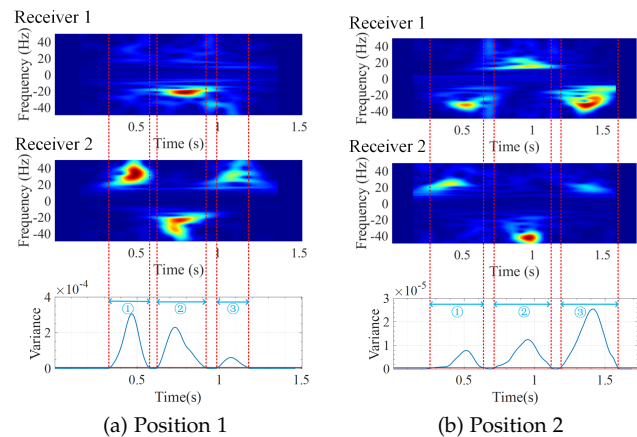 Receiver 1
Frequency (Hz)
40
20
0
-20
-40
0.5
1
1.5
Time (s)
Receiver 2
Frequency (Hz)
40
20
0
-20
-40
0.5
1
1.5
Time (s)
×10⁻⁴
Variance
4
2
0
① ② ③
0.5
1
1.5
Time(s)
(a) Position 1
Receiver 1
Frequency (Hz)
40
20
0
-20
-40
0.5
1
1.5
Time (s)
Receiver 2
Frequency (Hz)
40
20
0
-20
-40
0.5
1
1.5
Time (s)
×10⁻⁵
Variance
3
2
1
0
① ② ③
0.5
1
1.5
Time(s)
(b) Position 2